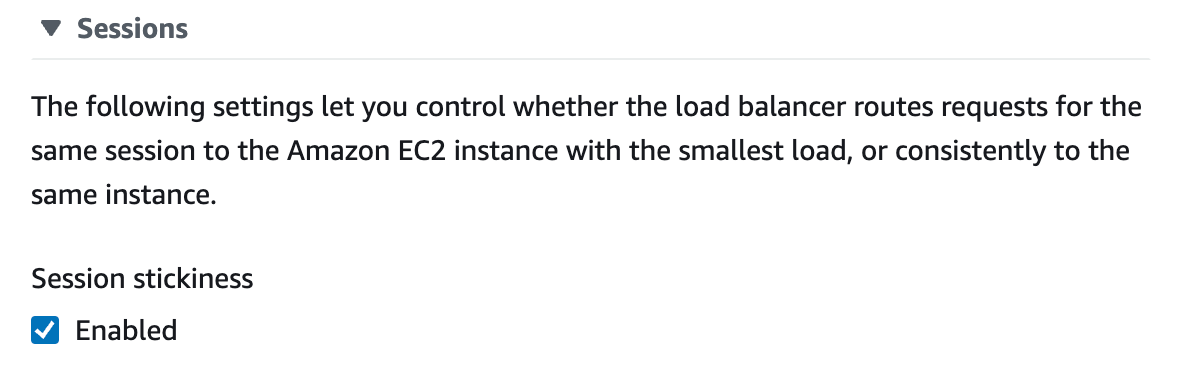 Sessions
The following settings let you control whether the load balancer routes requests for the
same session to the Amazon EC2 instance with the smallest load, or consistently to the
same instance.
Session stickiness
Enabled